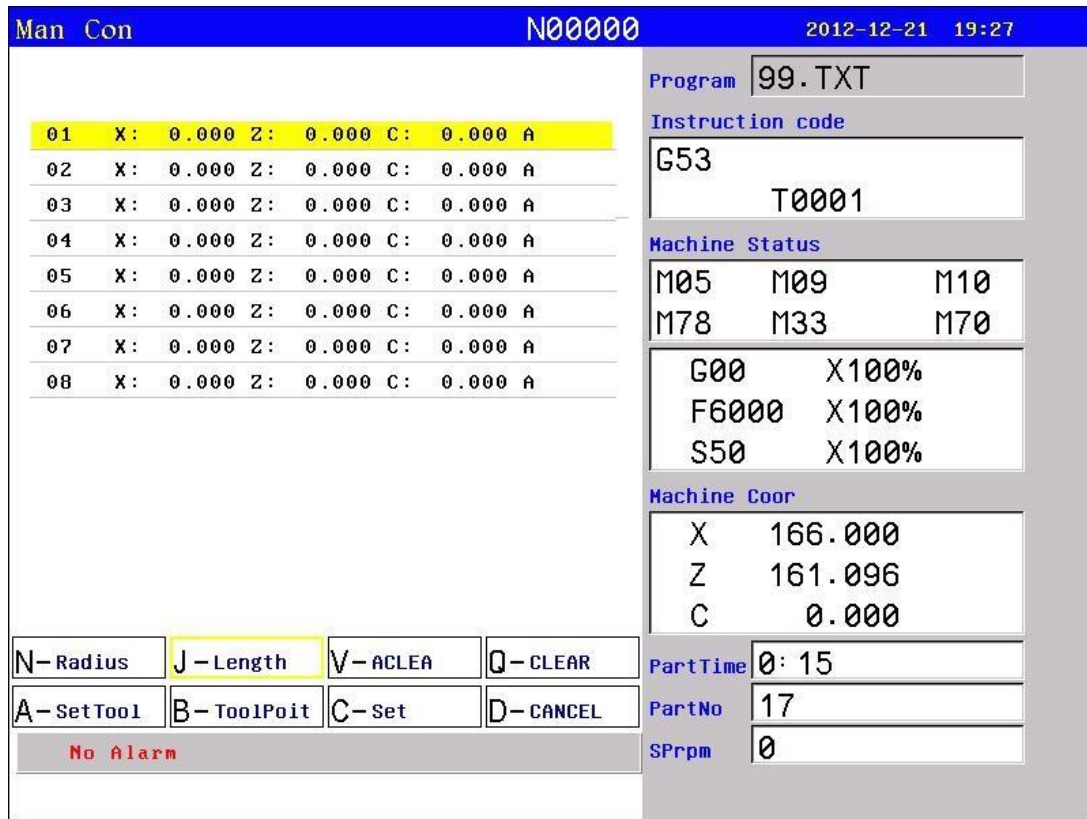 Man Con N00000 2012-12-21 19:27
01 X: 0.000 Z: 0.000 C: 0.000 A
02 X: 0.000 Z: 0.000 C: 0.000 A
03 X: 0.000 Z: 0.000 C: 0.000 A
04 X: 0.000 Z: 0.000 C: 0.000 A
05 X: 0.000 Z: 0.000 C: 0.000 A
06 X: 0.000 Z: 0.000 C: 0.000 A
07 X: 0.000 Z: 0.000 C: 0.000 A
08 X: 0.000 Z: 0.000 C: 0.000 A
N-Radius J-Length V-ACLEA Q-CLEAR
A-SetTool B-ToolPoit C-Set D-CANCEL
No Alarm
Program 99.TXT
Instruction code
G53
T0001
Machine Status
M05 M09 M10
M78 M33 M70
G00 X100%
F6000 X100%
S50 X100%
Machine Coor
X 166.000
Z 161.096
C 0.000
PartTime 0:15
PartNo 17
SPrpm 0